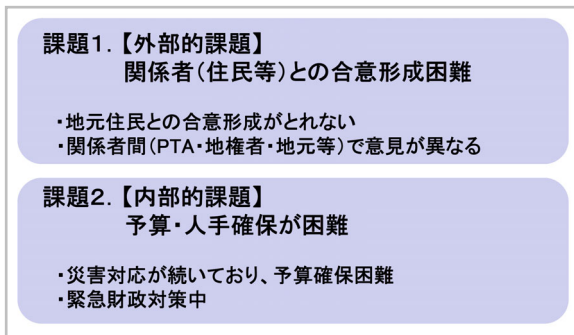 課題1．【外部的課題】
関係者（住民等）との合意形成困難
・地元住民との合意形成がとれない
・関係者間（PTA・地権者・地元等）で意見が異なる
課題2．【内部的課題】
予算・人手確保が困難
・災害対応が続いており、予算確保困難
・緊急財政対策中